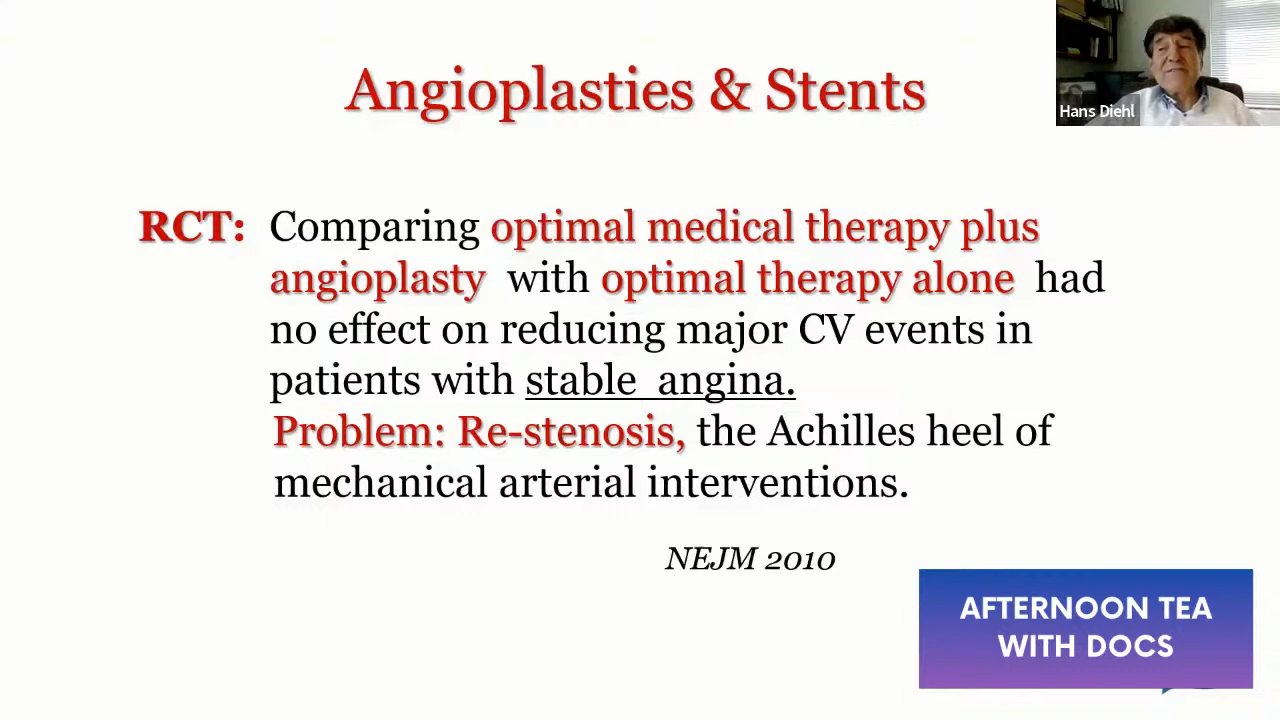 Angioplasties & Stents
Hans Diehl
RCT: Comparing optimal medical therapy plus
angioplasty with optimal therapy alone had
no effect on reducing major CV events in
patients with stable angina.
Problem: Re-stenosis, the Achilles heel of
mechanical arterial interventions.
NEJM 2010
AFTERNOON TEA
WITH DOCS